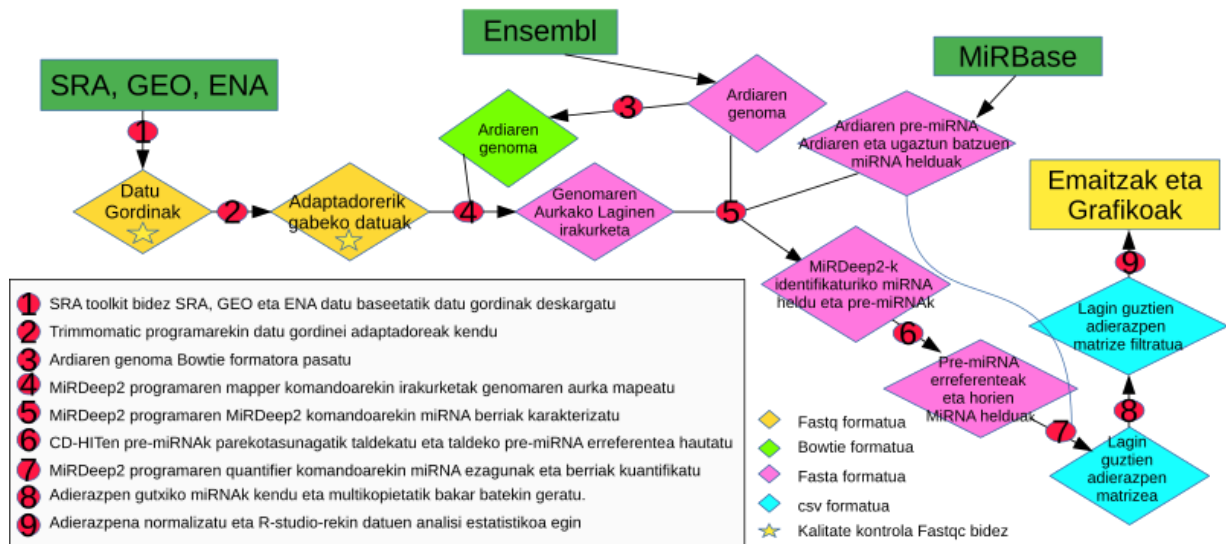 Ensembl
MiRBase
SRA, GEO, ENA
1
Datu
Gordinak
2
Adaptadorerik
gabeko datuak
Ardiaren
genoma
3
Ardiaren
genoma
4
Genomaren
Aurkako Laginen
irakurketa
5
Ardiaren pre-miRNA
Ardiaren eta ugaztun batzuen
miRNA helduak
MiRDeep2-k
identifikaturiko miRNA
heldu eta pre-miRNAk
6
Pre-miRNA
erreferenteak
eta horien
MiRNA helduak
7
Lagin
guztien
adierazpen
matrizea
8
Lagin guztien
adierazpen
matrize filtratua
9
Emaitzak eta
Grafikoak
1 SRA toolkit bidez SRA, GEO eta ENA datu baseetatik datu gordinak deskargatu
2 Trimmomatic programarekin datu gordinei adaptadoreak kendu
3 Ardiaren genoma Bowtie formatora pasatu
4 MiRDeep2 programaren mapper komandoarekin irakurketak genomaren aurka mapeatu
5 MiRDeep2 programaren MiRDeep2 komandoarekin miRNA berriak karakterizatu
6 CD-HITen pre-miRNAk parekotasunagatik taldekatu eta taldeko pre-miRNA erreferentea hautatu
7 MiRDeep2 programaren quantifier komandoarekin miRNA ezagunak eta berriak kuantifikatu
8 Adierazpen gutxiko miRNAk kendu eta multikopietatik bakar batekin geratu.
9 Adierazpena normalizatu eta R-studio-rekin datuen analisi estatistikoa egin
Fastq formatua
Bowtie formatua
Fasta formatua
csv formatua
Kalitate kontrola Fastqc bidez